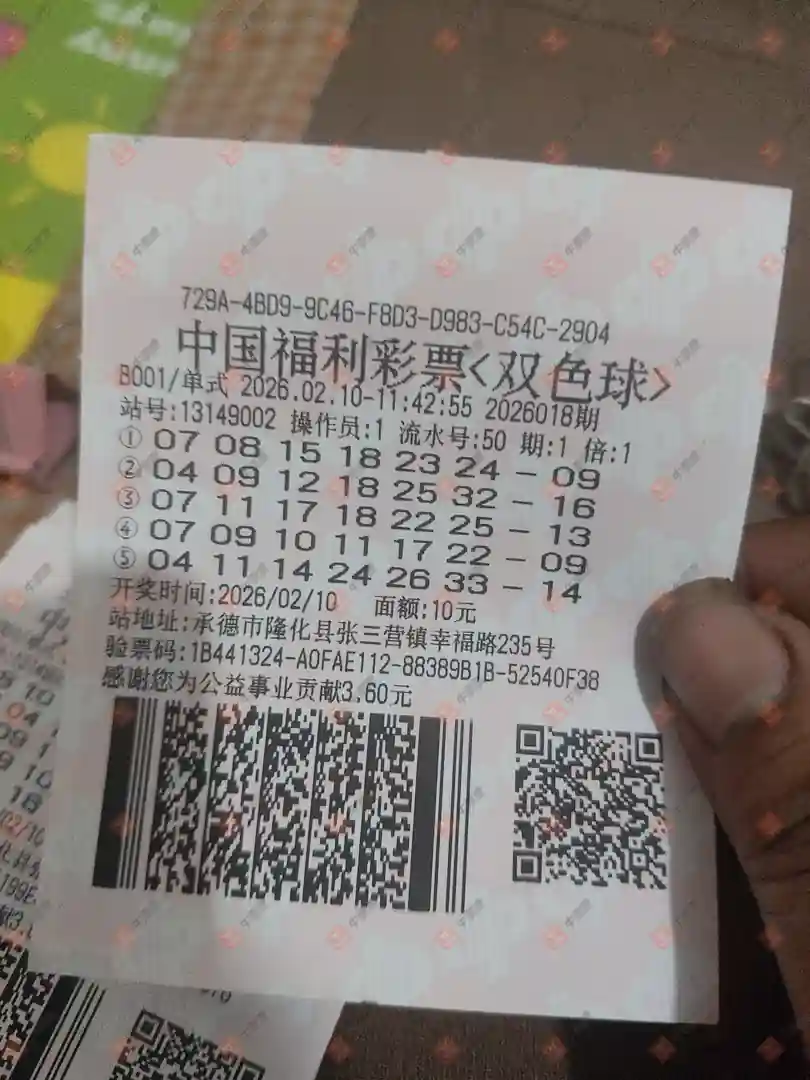 729A-4BD9-9C46-F8D3-D983-C54C-2904
中国福利彩票<双色球>
B001/单式 2026.02.10-11:42:55 2026018期
站号:13149002 操作员:1 流水号:50 期:1 倍:1
① 07 08 15 18 23 24 - 09
② 04 09 12 18 25 32 - 16
③ 07 11 17 18 22 25 - 13
④ 07 09 10 11 17 22 - 09
⑤ 04 11 14 24 26 33 - 14
开奖时间:2026/02/10 面额:10元
站地址:承德市隆化县张三营镇幸福路235号
验票码:1B441324-A0FAE112-88389B1B-52540F38
感谢您为公益事业贡献3.60元